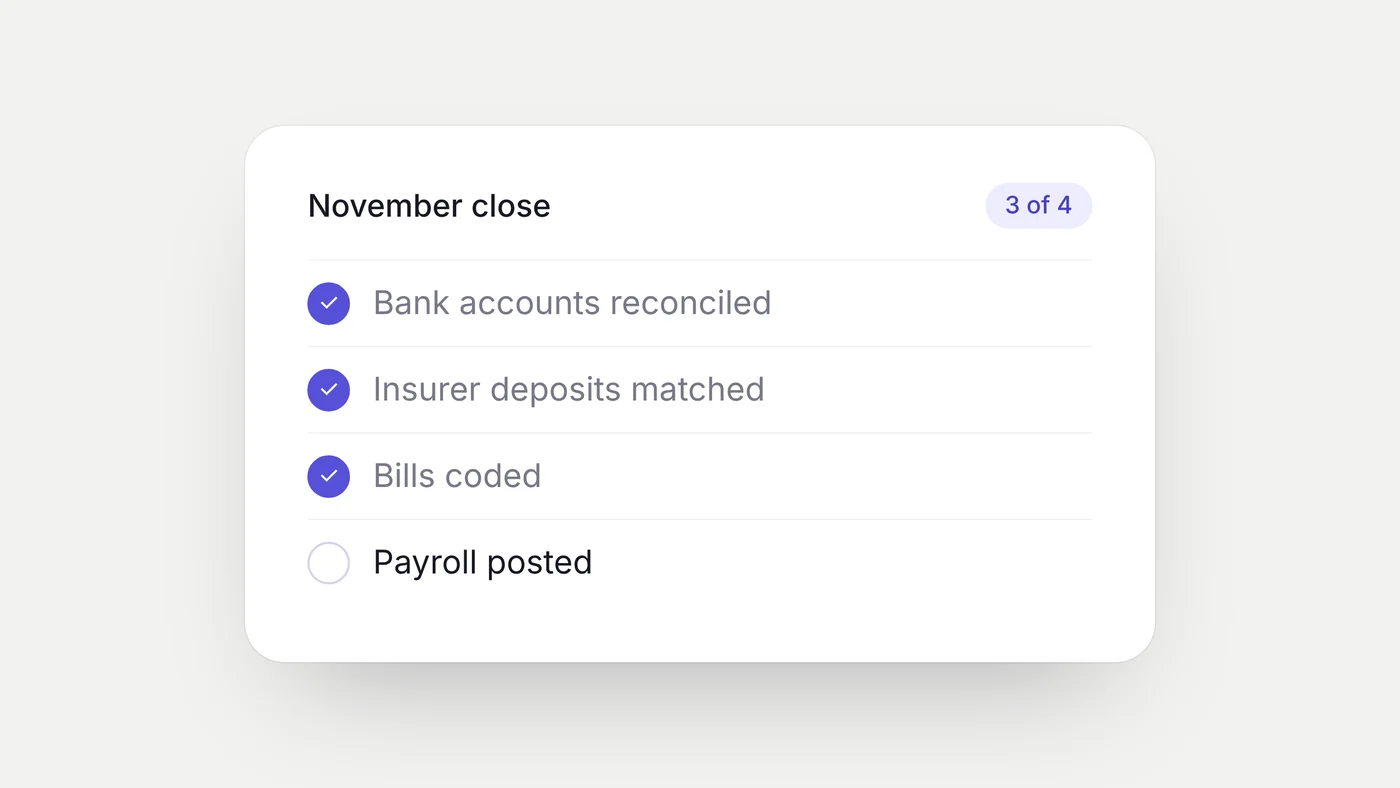 November close
3 of 4
Bank accounts reconciled
Insurer deposits matched
Bills coded
Payroll posted